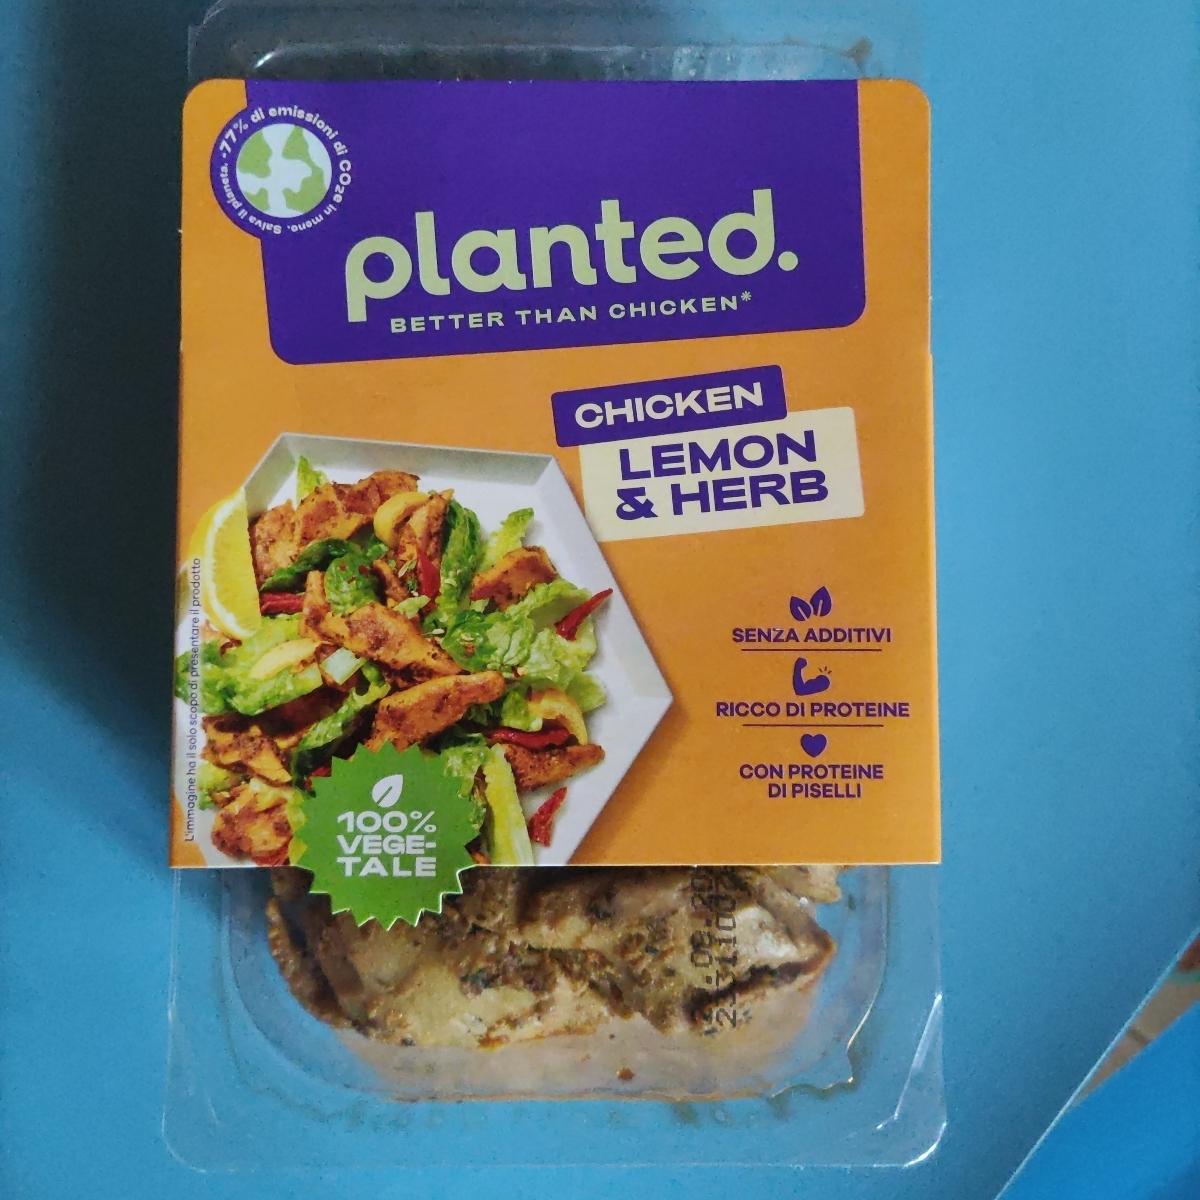 -77% di emissioni di CO2e in meno. Salva il pianeta.
planted.
BETTER THAN CHICKEN*
CHICKEN
LEMON
& HERB
SENZA ADDITIVI
RICCO DI PROTEINE
CON PROTEINE
DI PISELLI
L'immagine ha il solo scopo di presentare il prodotto
100%
VEGE-
TALE